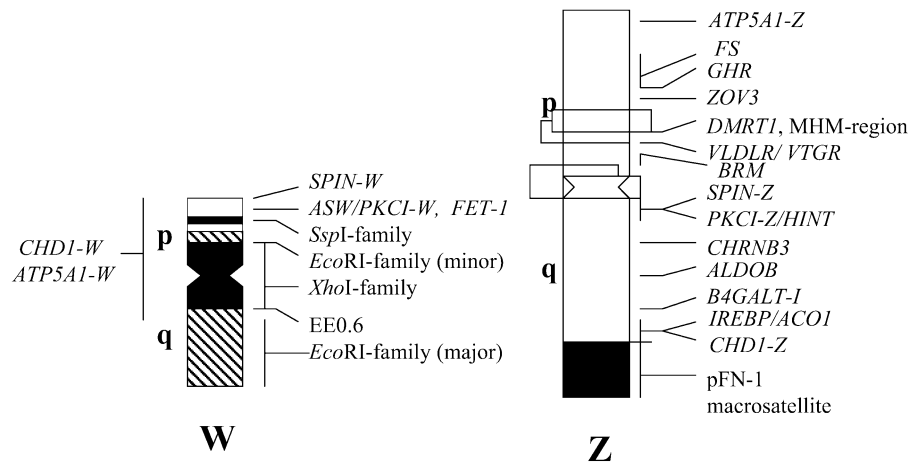 CHD1-W
ATP5A1-W
p
q
SPIN-W
ASW/PKCI-W, FET-1
SspI-family
EcoRI-family (minor)
XhoI-family
EE0.6
EcoRI-family (major)
W
p
q
ATP5A1-Z
FS
GHR
ZOV3
DMRT1, MHM-region
VLDLR/ VTGR
BRM
SPIN-Z
PKCI-Z/HINT
CHRNB3
ALDOB
B4GALT-I
IREBP/ACO1
CHD1-Z
pFN-1
macrosatellite
Z